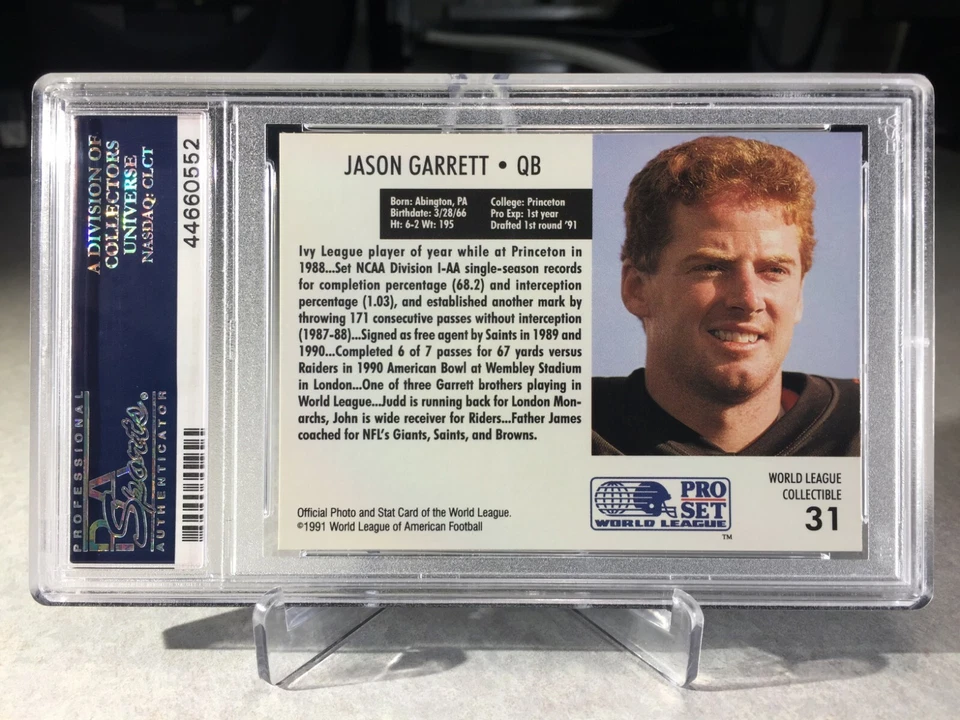 A DIVISION OF
COLLECTORS
UNIVERSE
NASDAQ: CLCT
44660552
PROFESSIONAL
PSA
Sports®
AUTHENTICATOR
JASON GARRETT • QB
Born: Abington, PA
Birthdate: 3/28/66
Ht: 6-2 Wt: 195
College: Princeton
Pro Exp: 1st year
Drafted 1st round '91
Ivy League player of year while at Princeton in
1988...Set NCAA Division I-AA single-season records
for completion percentage (68.2) and interception
percentage (1.03), and established another mark by
throwing 171 consecutive passes without interception
(1987-88)...Signed as free agent by Saints in 1989 and
1990...Completed 6 of 7 passes for 67 yards versus
Raiders in 1990 American Bowl at Wembley Stadium
in London...One of three Garrett brothers playing in
World League...Judd is running back for London Mon-
archs, John is wide receiver for Riders...Father James
coached for NFL's Giants, Saints, and Browns.
Official Photo and Stat Card of the World League.
©1991 World League of American Football
PRO
SET
WORLD LEAGUE
TM
WORLD LEAGUE
COLLECTIBLE
31